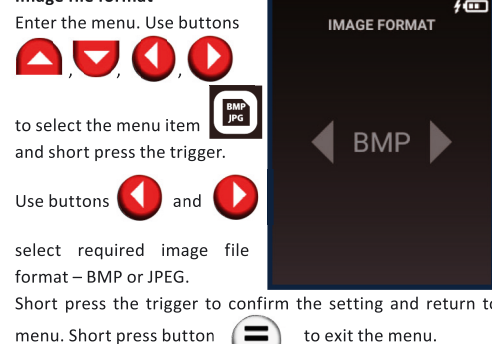 Image file format
Enter the menu. Use buttons
, , ,
to select the menu item BMP JPG
and short press the trigger.
Use buttons and
select required image file
format – BMP or JPEG.
Short press the trigger to confirm the setting and return to
menu. Short press button to exit the menu.
IMAGE FORMAT
BMP